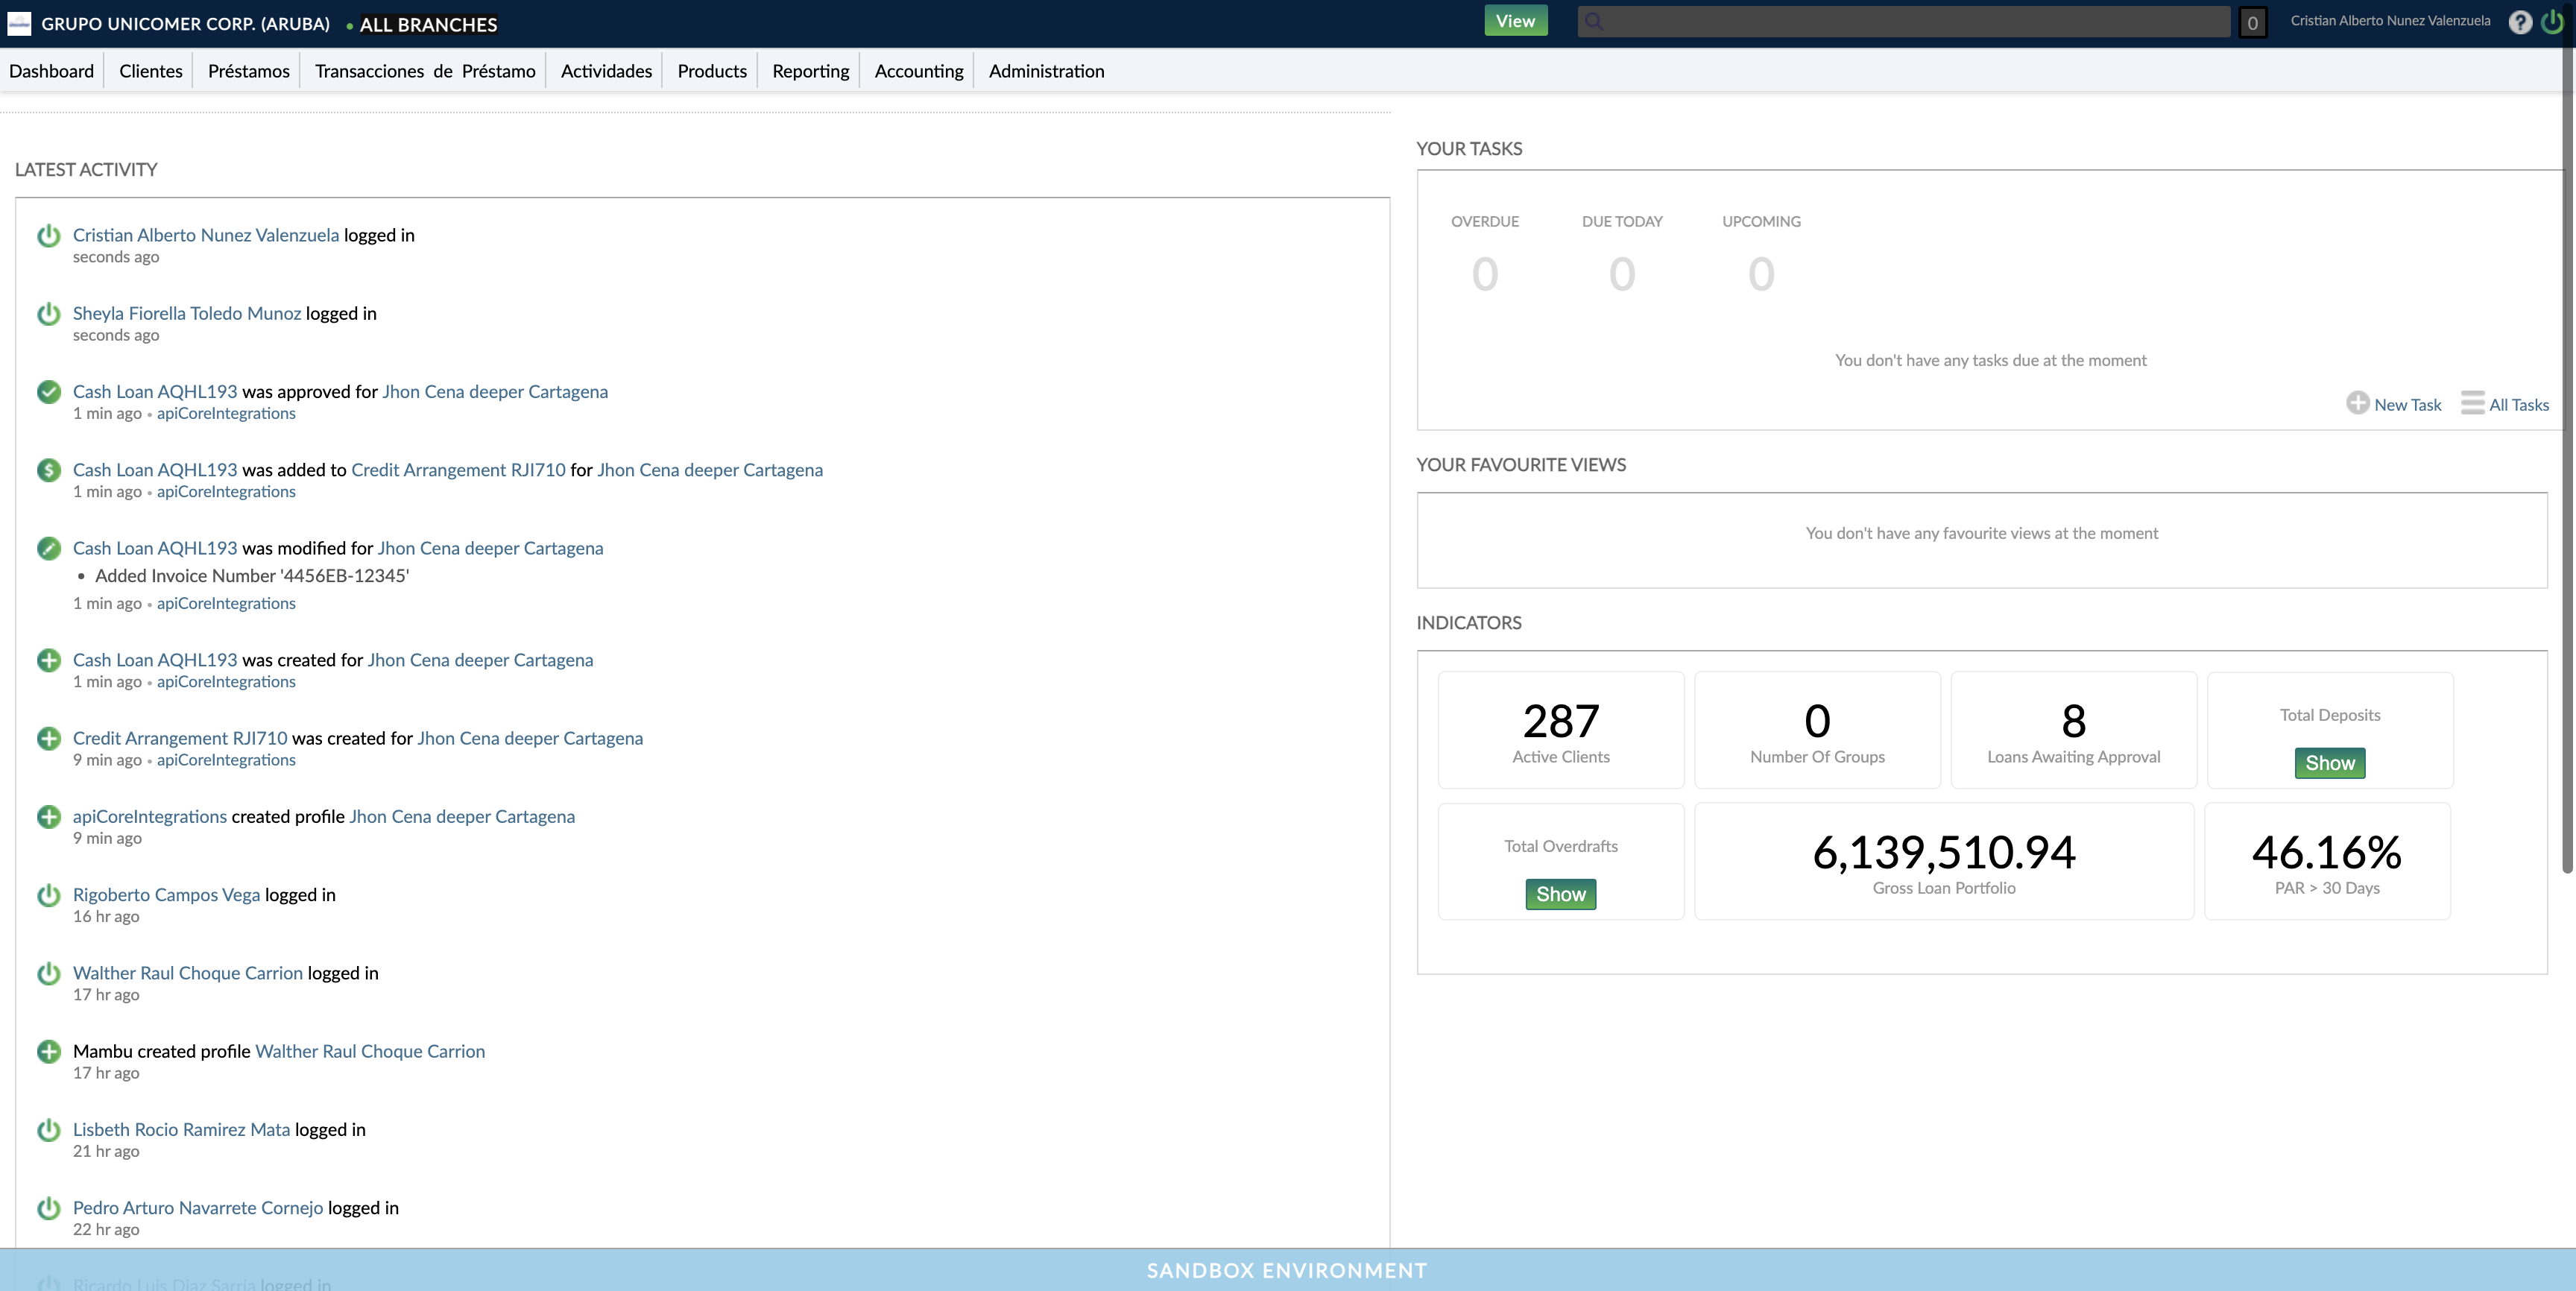 GRUPO UNICOMER CORP. (ARUBA) • ALL BRANCHES
View
0
Cristian Alberto Nunez Valenzuela
?
Dashboard
Clientes
Préstamos
Transacciones de Préstamo
Actividades
Products
Reporting
Accounting
Administration
LATEST ACTIVITY
Cristian Alberto Nunez Valenzuela logged in
seconds ago
Sheyla Fiorella Toledo Munoz logged in
seconds ago
Cash Loan AQHL193 was approved for Jhon Cena deeper Cartagena
1 min ago • apiCoreIntegrations
Cash Loan AQHL193 was added to Credit Arrangement RJI710 for Jhon Cena deeper Cartagena
1 min ago • apiCoreIntegrations
Cash Loan AQHL193 was modified for Jhon Cena deeper Cartagena
• Added Invoice Number '4456EB-12345'
1 min ago • apiCoreIntegrations
Cash Loan AQHL193 was created for Jhon Cena deeper Cartagena
1 min ago • apiCoreIntegrations
Credit Arrangement RJI710 was created for Jhon Cena deeper Cartagena
9 min ago • apiCoreIntegrations
apiCoreIntegrations created profile Jhon Cena deeper Cartagena
9 min ago
Rigoberto Campos Vega logged in
16 hr ago
Walther Raul Choque Carrion logged in
17 hr ago
Mambu created profile Walther Raul Choque Carrion
17 hr ago
Lisbeth Rocio Ramirez Mata logged in
21 hr ago
Pedro Arturo Navarrete Cornejo logged in
22 hr ago
Ricardo Luis Diaz Sarria logged in
YOUR TASKS
OVERDUE
DUE TODAY
UPCOMING
0
0
0
You don't have any tasks due at the moment
New Task
All Tasks
YOUR FAVOURITE VIEWS
You don't have any favourite views at the moment
INDICATORS
287
Active Clients
0
Number Of Groups
8
Loans Awaiting Approval
Total Deposits
Show
Total Overdrafts
Show
6,139,510.94
Gross Loan Portfolio
46.16%
PAR > 30 Days
SANDBOX ENVIRONMENT